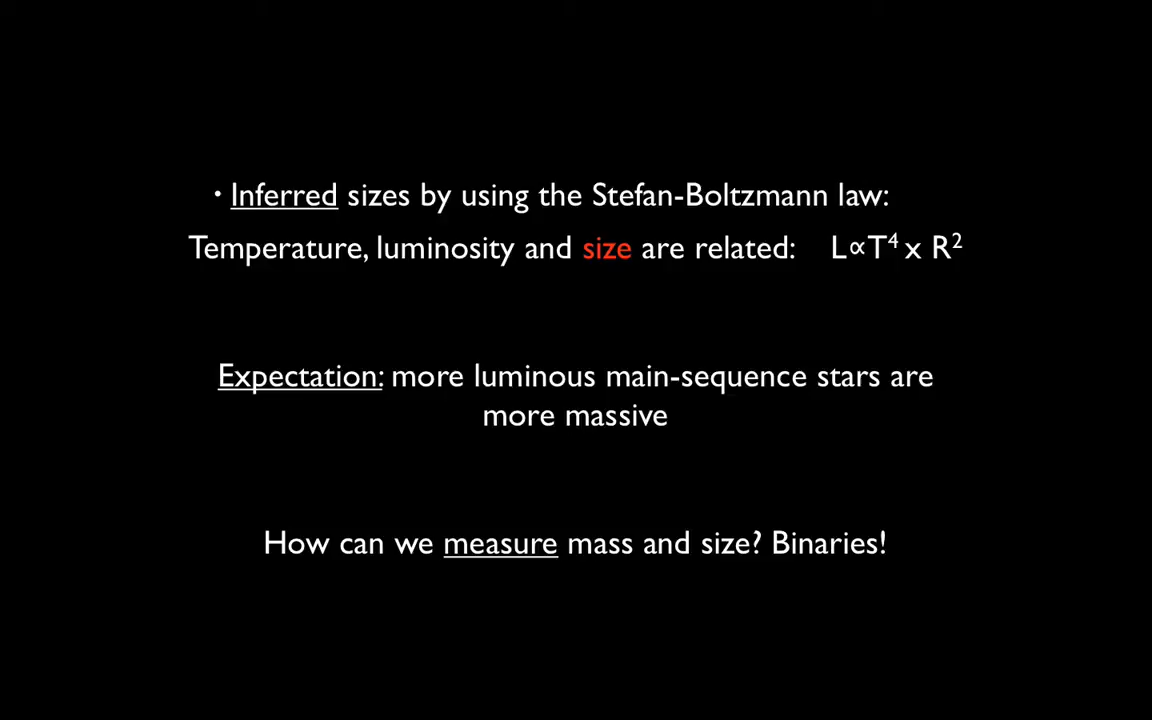 • Inferred sizes by using the Stefan-Boltzmann law:
Temperature, luminosity and size are related: L∝T⁴ x R²
Expectation: more luminous main-sequence stars are
more massive
How can we measure mass and size? Binaries!